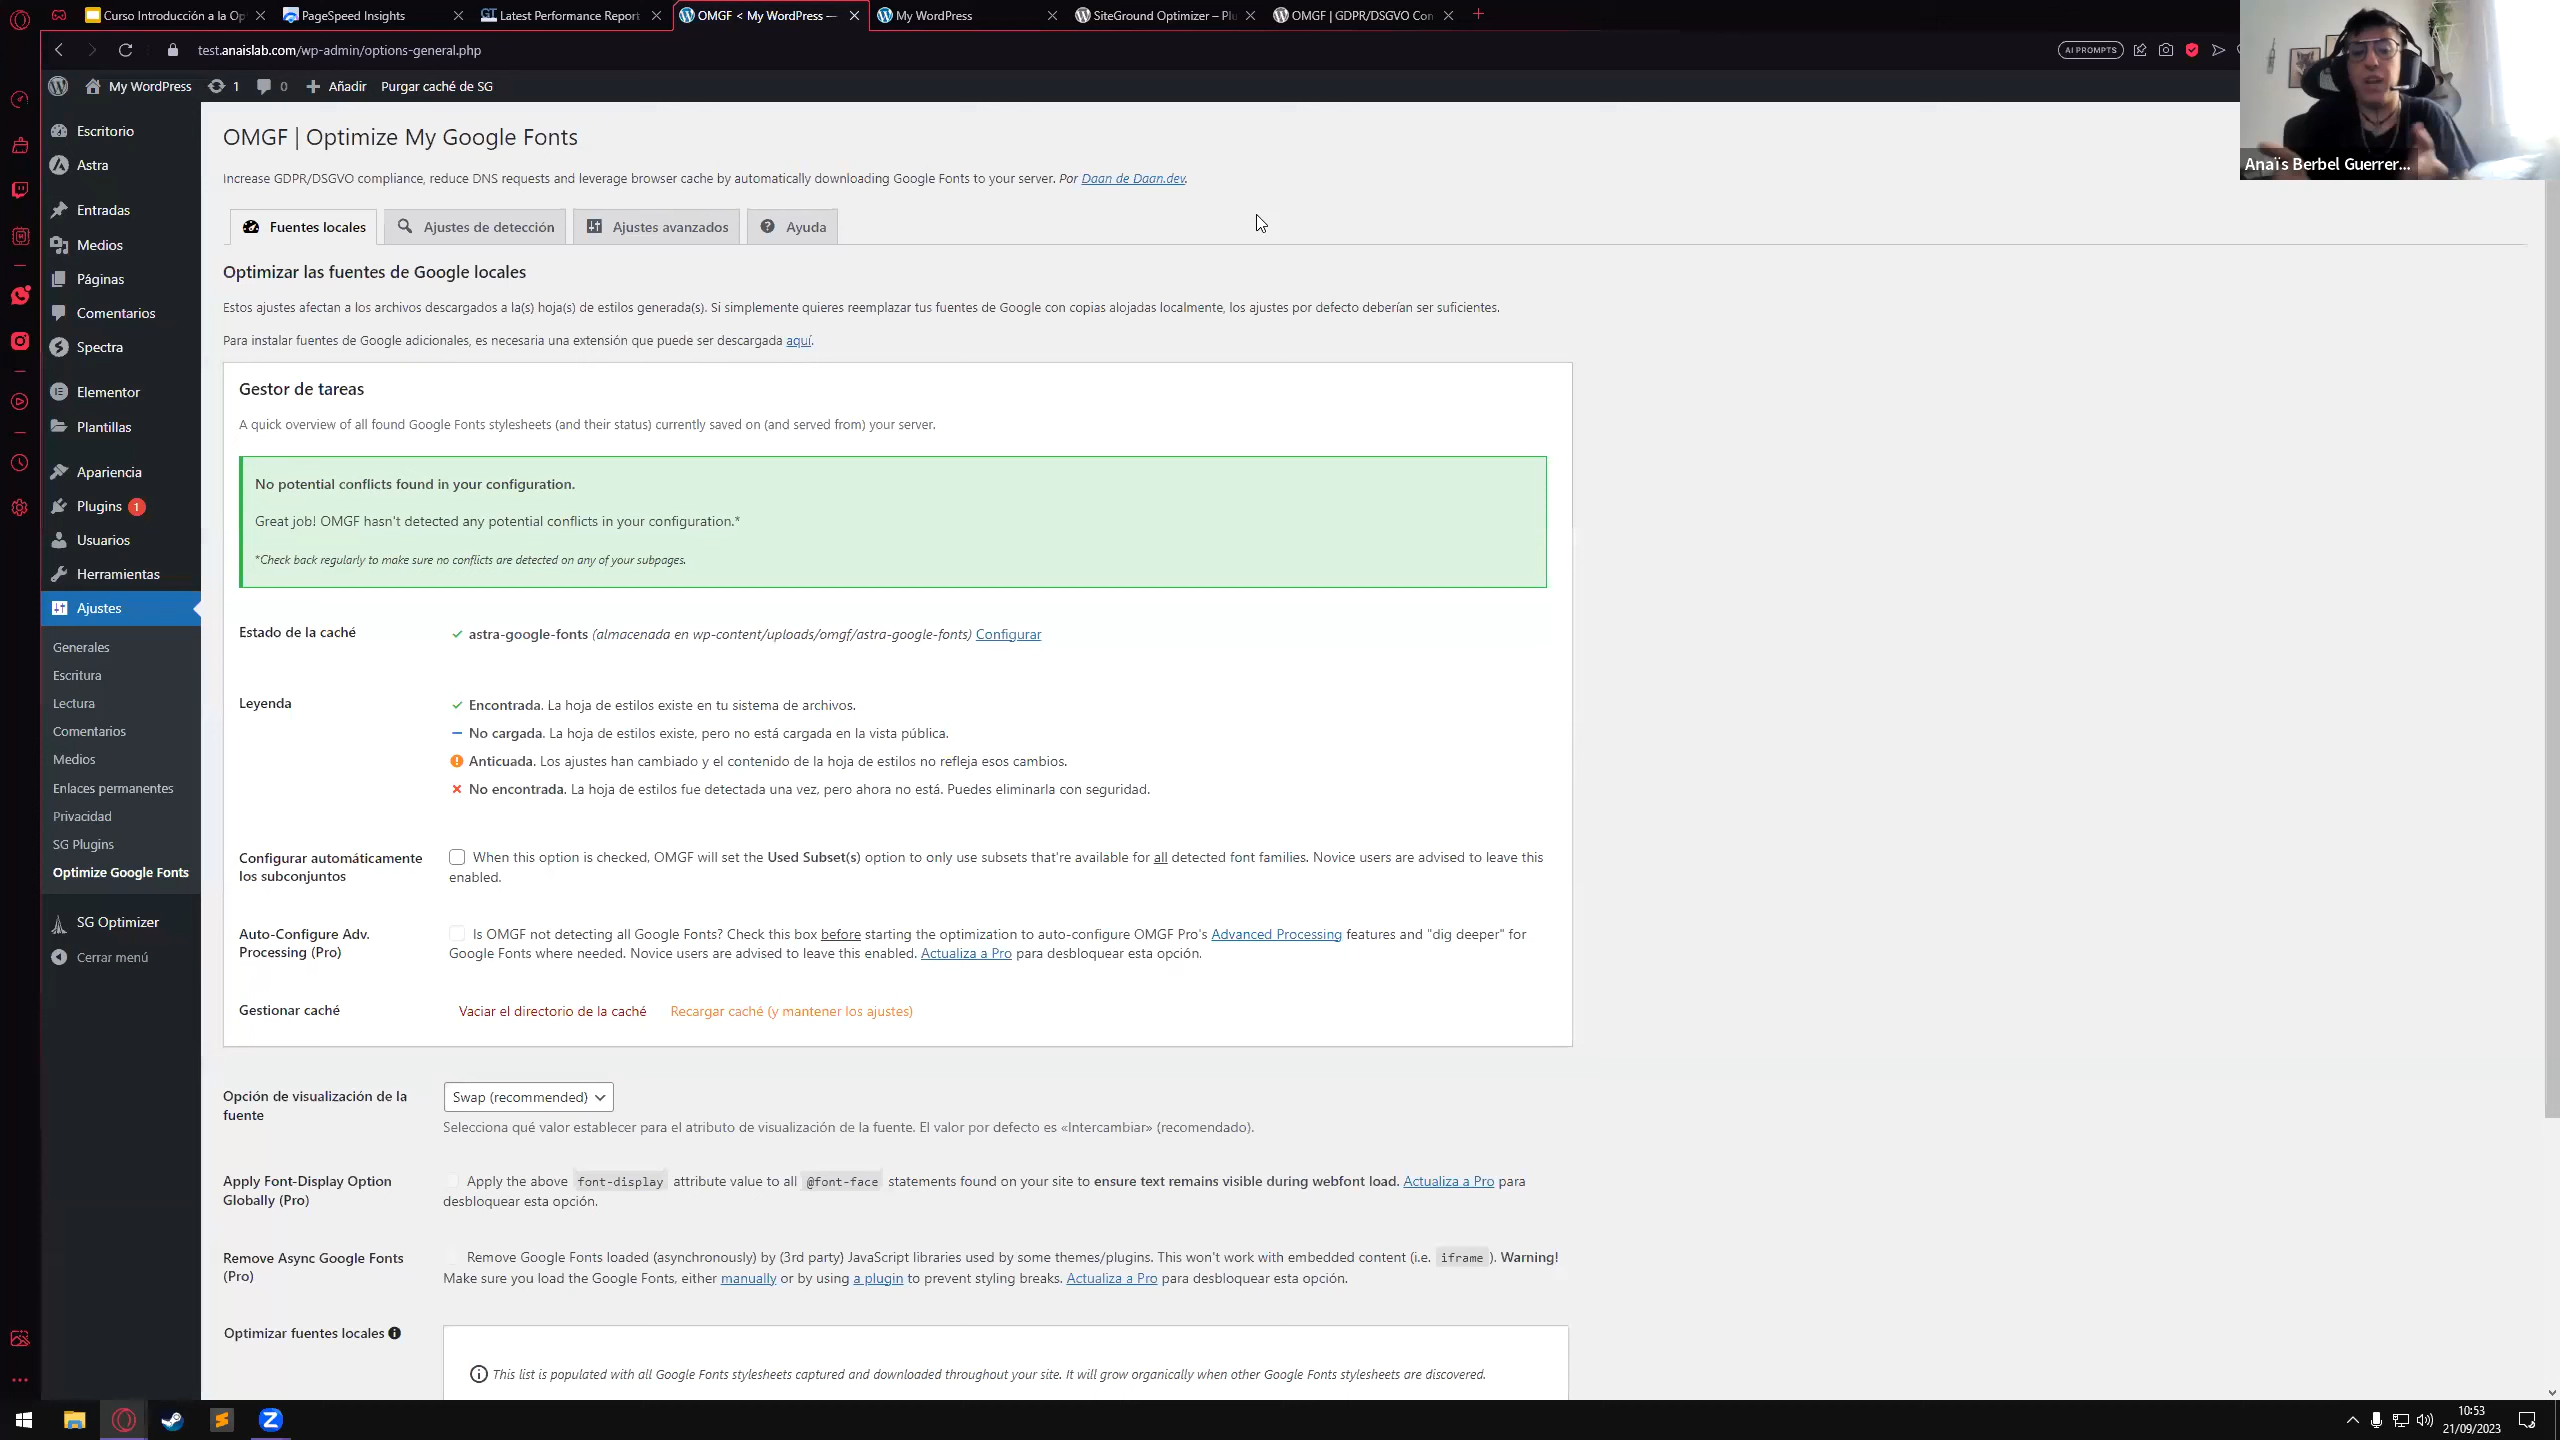 Curso Introducción a la Op
PageSpeed Insights
Latest Performance Report
OMGF < My WordPress —
My WordPress
SiteGround Optimizer – Plu
OMGF | GDPR/DSGVO Con
test.anaislab.com/wp-admin/options-general.php
AI PROMPTS
My WordPress
1
0
Añadir
Purgar caché de SG
Anaïs Berbel Guerrer...
Escritorio
Astra
Entradas
Medios
Páginas
Comentarios
Spectra
Elementor
Plantillas
Apariencia
Plugins 1
Usuarios
Herramientas
Ajustes
Generales
Escritura
Lectura
Comentarios
Medios
Enlaces permanentes
Privacidad
SG Plugins
Optimize Google Fonts
SG Optimizer
Cerrar menú
OMGF | Optimize My Google Fonts
Increase GDPR/DSGVO compliance, reduce DNS requests and leverage browser cache by automatically downloading Google Fonts to your server. Por Daan de Daan.dev.
Fuentes locales
Ajustes de detección
Ajustes avanzados
Ayuda
Optimizar las fuentes de Google locales
Estos ajustes afectan a los archivos descargados a la(s) hoja(s) de estilos generada(s). Si simplemente quieres reemplazar tus fuentes de Google con copias alojadas localmente, los ajustes por defecto deberían ser suficientes.
Para instalar fuentes de Google adicionales, es necesaria una extensión que puede ser descargada aquí.
Gestor de tareas
A quick overview of all found Google Fonts stylesheets (and their status) currently saved on (and served from) your server.
No potential conflicts found in your configuration.
Great job! OMGF hasn't detected any potential conflicts in your configuration.*
*Check back regularly to make sure no conflicts are detected on any of your subpages.
Estado de la caché
astra-google-fonts (almacenada en wp-content/uploads/omgf/astra-google-fonts) Configurar
Leyenda
Encontrada. La hoja de estilos existe en tu sistema de archivos.
No cargada. La hoja de estilos existe, pero no está cargada en la vista pública.
Anticuada. Los ajustes han cambiado y el contenido de la hoja de estilos no refleja esos cambios.
No encontrada. La hoja de estilos fue detectada una vez, pero ahora no está. Puedes eliminarla con seguridad.
Configurar automáticamente
los subconjuntos
When this option is checked, OMGF will set the Used Subset(s) option to only use subsets that're available for all detected font families. Novice users are advised to leave this
enabled.
Auto-Configure Adv.
Processing (Pro)
Is OMGF not detecting all Google Fonts? Check this box before starting the optimization to auto-configure OMGF Pro's Advanced Processing features and "dig deeper" for
Google Fonts where needed. Novice users are advised to leave this enabled. Actualiza a Pro para desbloquear esta opción.
Gestionar caché
Vaciar el directorio de la caché
Recargar caché (y mantener los ajustes)
Opción de visualización de la
fuente
Swap (recommended)
Selecciona qué valor establecer para el atributo de visualización de la fuente. El valor por defecto es «Intercambiar» (recomendado).
Apply Font-Display Option
Globally (Pro)
Apply the above font-display attribute value to all @font-face statements found on your site to ensure text remains visible during webfont load. Actualiza a Pro para
desbloquear esta opción.
Remove Async Google Fonts
(Pro)
Remove Google Fonts loaded (asynchronously) by (3rd party) JavaScript libraries used by some themes/plugins. This won't work with embedded content (i.e. iframe ). Warning!
Make sure you load the Google Fonts, either manually or by using a plugin to prevent styling breaks. Actualiza a Pro para desbloquear esta opción.
Optimizar fuentes locales
This list is populated with all Google Fonts stylesheets captured and downloaded throughout your site. It will grow organically when other Google Fonts stylesheets are discovered.
10:53
21/09/2023